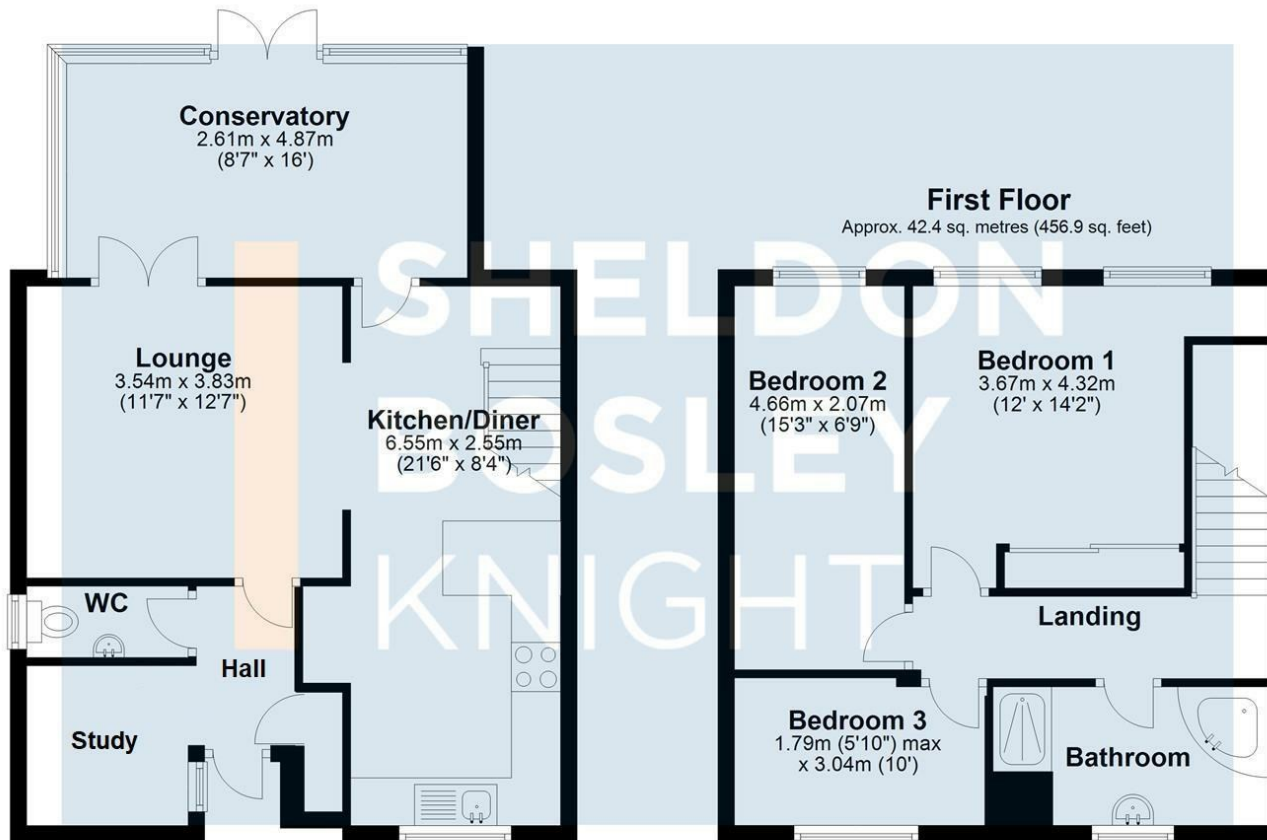 Conservatory
2.61m x 4.87m
(8'7" x 16')
First Floor
Approx. 42.4 sq. metres (456.9 sq. feet)
SHELDON
BOSLEY
KNIGHT
Lounge
3.54m x 3.83m
(11'7" x 12'7")
Kitchen/Diner
6.55m x 2.55m
(21'6" x 8'4")
Bedroom 2
4.66m x 2.07m
(15'3" x 6'9")
Bedroom 1
3.67m x 4.32m
(12' x 14'2")
WC
Hall
Study
Landing
Bedroom 3
1.79m (5'10") max
x 3.04m (10')
Bathroom